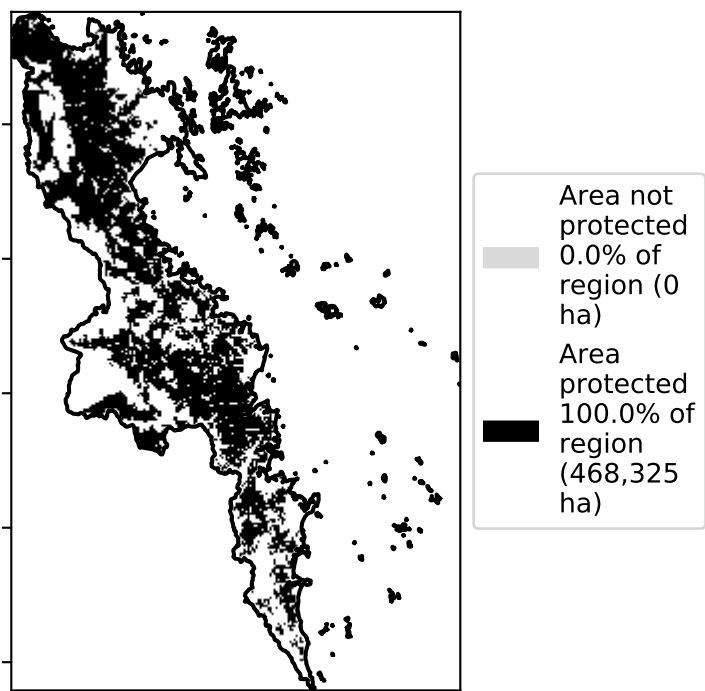 Area not
protected
0.0% of
region (0
ha)
Area
protected
100.0% of
region
(468,325
ha)